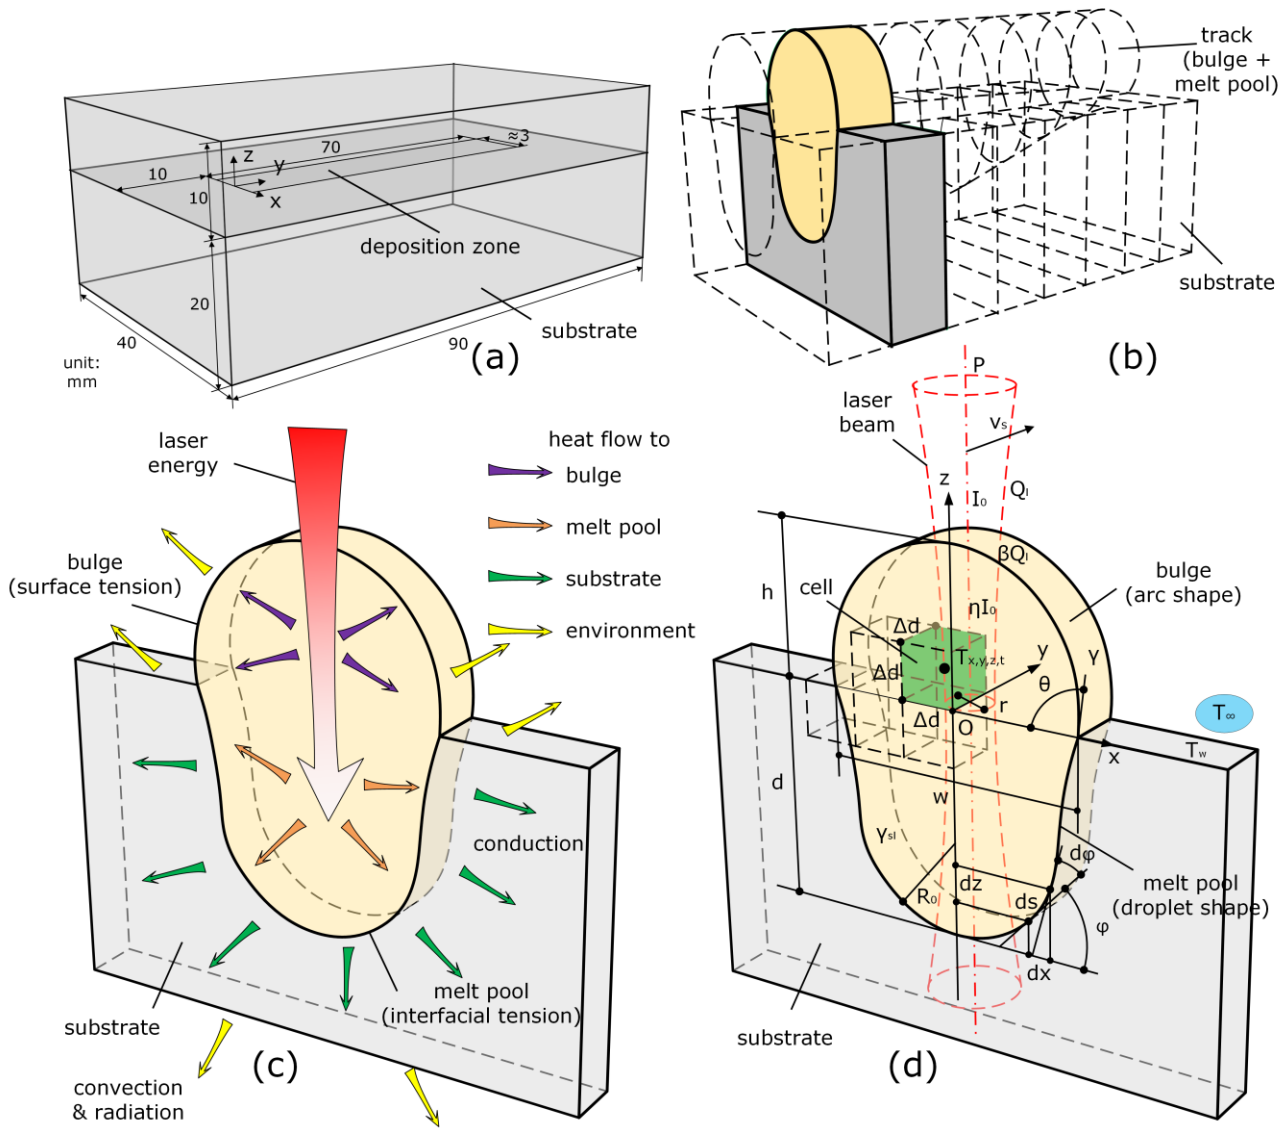 ≈3
70
z
y
10
10
x
deposition zone
20
substrate
40
90
unit:
mm
(a)
track
(bulge +
melt pool)
substrate
(b)
laser
energy
heat flow to
bulge
melt pool
substrate
environment
bulge
(surface tension)
conduction
melt pool
(interfacial tension)
substrate
convection
& radiation
(c)
P
laser
beam
vₛ
z
I₀
Qₗ
βQₗ
bulge
(arc shape)
h
cell
ηI₀
Δd
Tx,y,z,t
y
γ
Δd
θ
r
Δd
O
T∞
x
Tw
d
w
γsl
dφ
melt pool
(droplet shape)
dz
R₀
ds
φ
dx
substrate
(d)